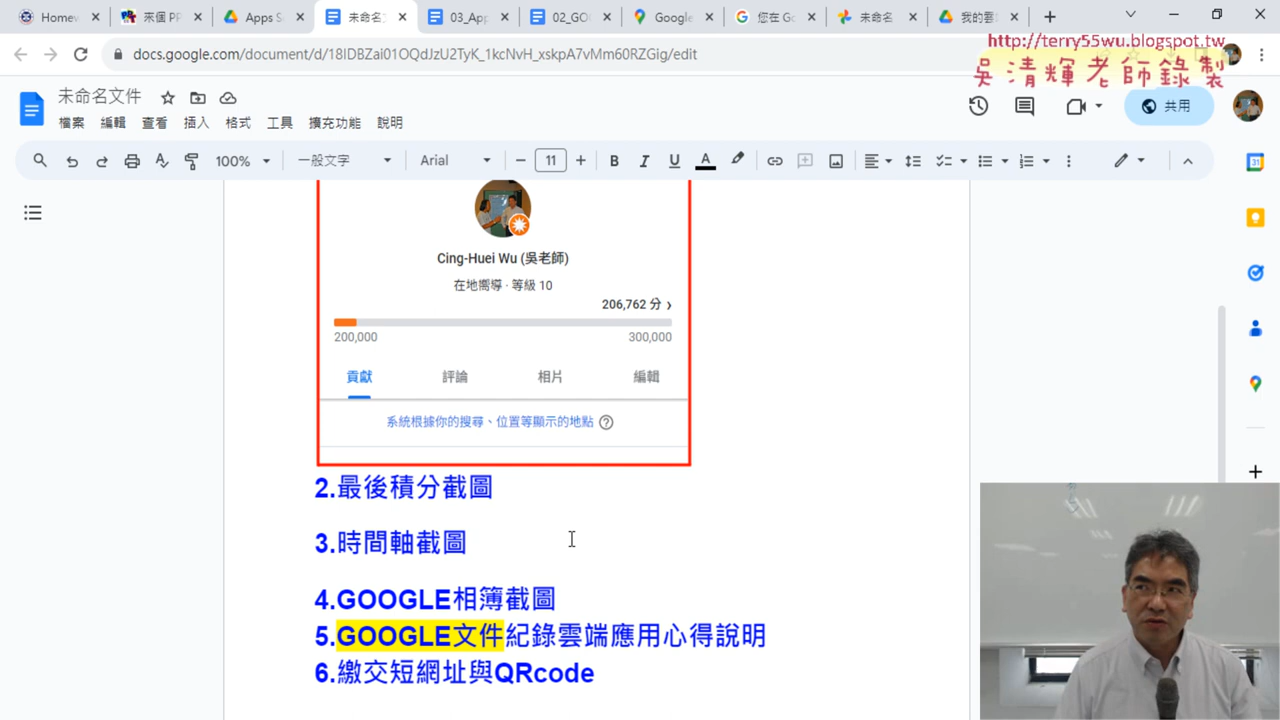 Homew
來個 PP
Apps S
未命名文
03_App
02_GO
Google
您在 Go
未命名
我的雲
docs.google.com/document/d/18IDBZai01OQdJzU2TyK_1kcNvH_xskpA7vMm60RZGig/edit
http://terry55wu.blogspot.tw
吳清輝老師錄製
未命名文件
檔案 編輯 查看 插入 格式 工具 擴充功能 說明
共用
100% 一般文字 Arial 11
Cing-Huei Wu (吳老師)
在地嚮導 · 等級 10
206,762 分
200,000 300,000
貢獻 評論 相片 編輯
系統根據你的搜尋、位置等顯示的地點
2.最後積分截圖
3.時間軸截圖
4.GOOGLE相簿截圖
5.GOOGLE文件紀錄雲端應用心得說明
6.繳交短網址與QRcode